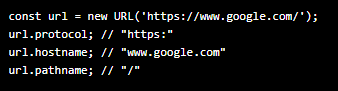 const url = new URL('https://www.google.com/');
url.protocol; // "https:"
url.hostname; // "www.google.com"
url.pathname; // "/"